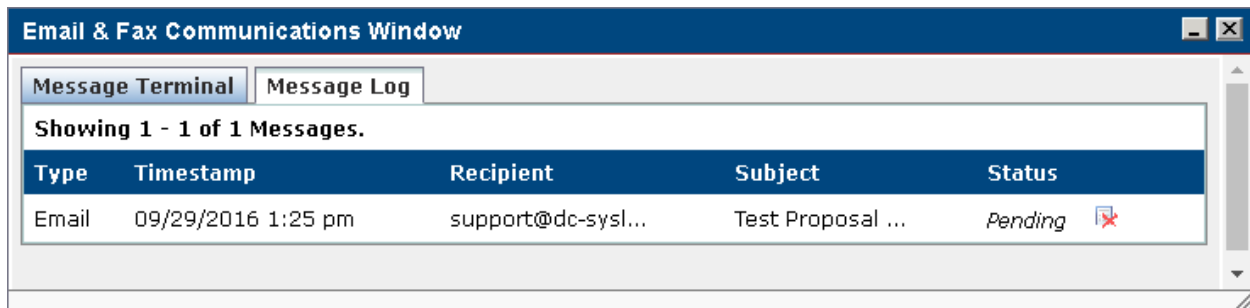 Email & Fax Communications Window
Message Terminal Message Log
Showing 1 - 1 of 1 Messages.
Type Timestamp Recipient Subject Status
Email 09/29/2016 1:25 pm support@dc-sysl... Test Proposal ... Pending